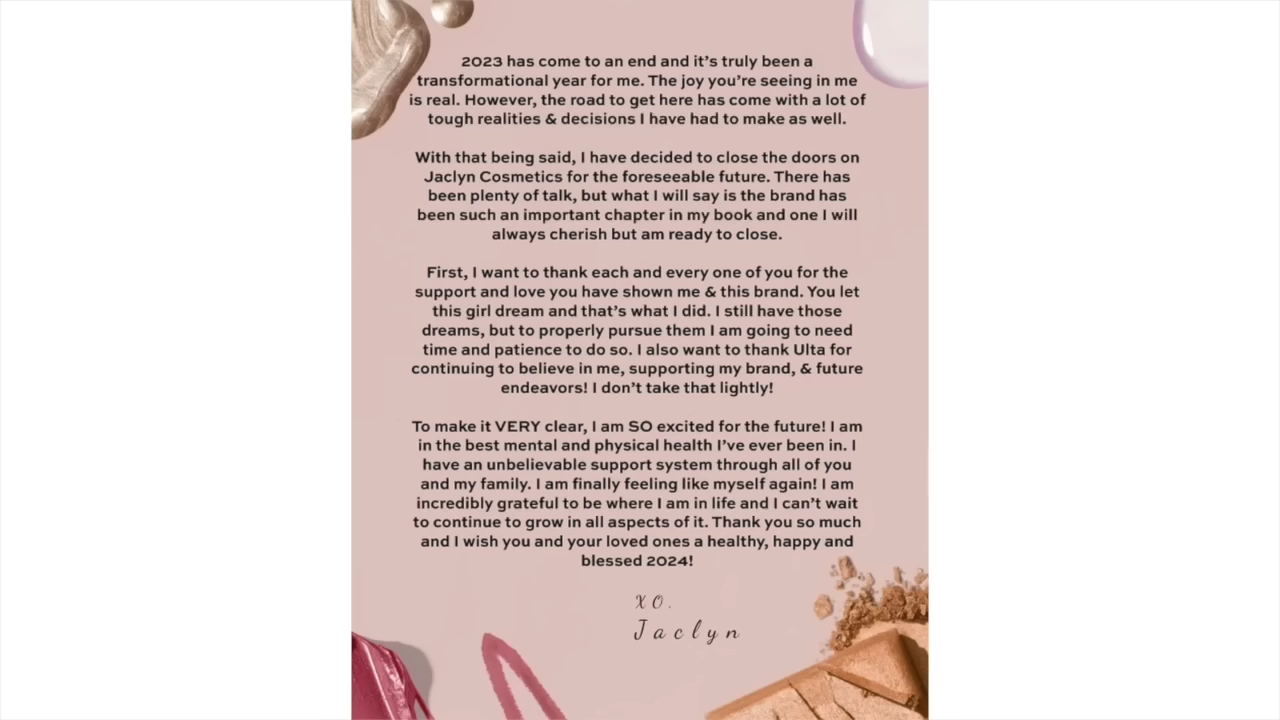 2023 has come to an end and it's truly been a
transformational year for me. The joy you're seeing in me
is real. However, the road to get here has come with a lot of
tough realities & decisions I have had to make as well.
With that being said, I have decided to close the doors on
Jaclyn Cosmetics for the foreseeable future. There has
been plenty of talk, but what I will say is the brand has
been such an important chapter in my book and one I will
always cherish but am ready to close.
First, I want to thank each and every one of you for the
support and love you have shown me & this brand. You let
this girl dream and that's what I did. I still have those
dreams, but to properly pursue them I am going to need
time and patience to do so. I also want to thank Ulta for
continuing to believe in me, supporting my brand, & future
endeavors! I don't take that lightly!
To make it VERY clear, I am SO excited for the future! I am
in the best mental and physical health I've ever been in. I
have an unbelievable support system through all of you
and my family. I am finally feeling like myself again! I am
incredibly grateful to be where I am in life and I can't wait
to continue to grow in all aspects of it. Thank you so much
and I wish you and your loved ones a healthy, happy and
blessed 2024!
XO.
Jaclyn